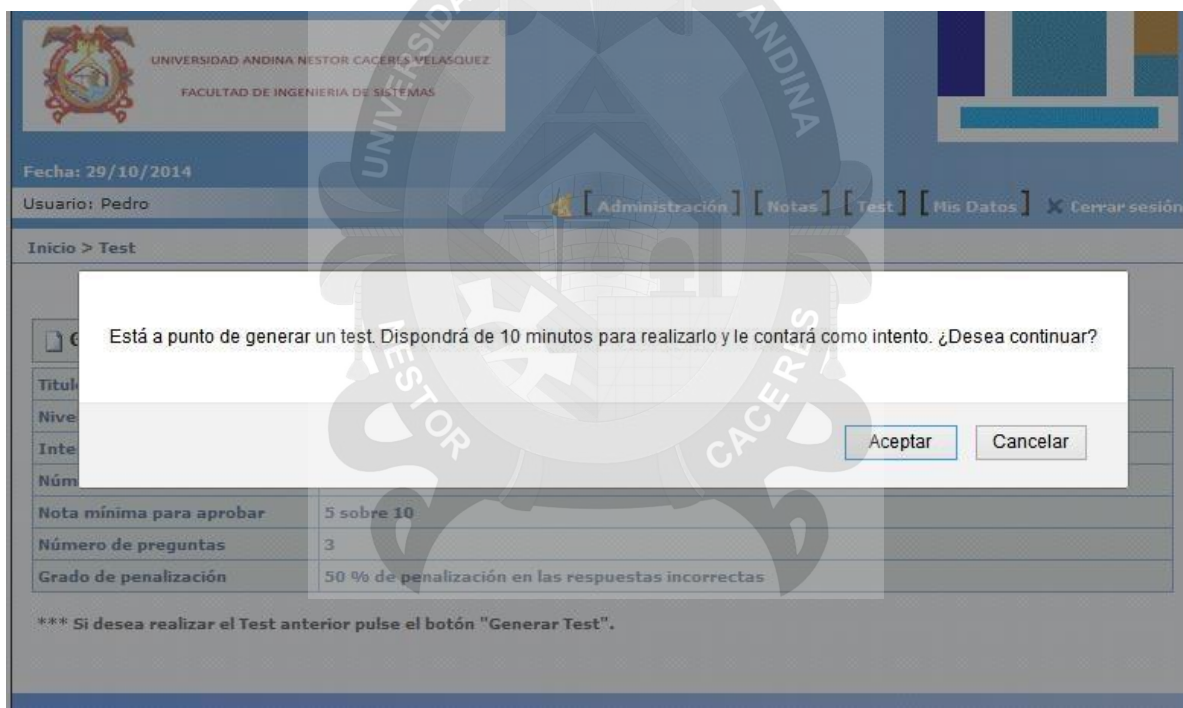 UNIVERSIDAD ANDINA NESTOR CACERES VELASQUEZ
FACULTAD DE INGENIERIA DE SISTEMAS
Fecha: 29/10/2014
Usuario: Pedro
[ Administración ] [ Notas ] [ Test ] [ Mis Datos ] Cerrar sesión
Inicio > Test
Está a punto de generar un test. Dispondrá de 10 minutos para realizarlo y le contará como intento. ¿Desea continuar?
Aceptar Cancelar
Nota mínima para aprobar 5 sobre 10
Número de preguntas 3
Grado de penalización 50 % de penalización en las respuestas incorrectas
*** Si desea realizar el Test anterior pulse el botón "Generar Test".
ANDINA
NESTOR
CACERES